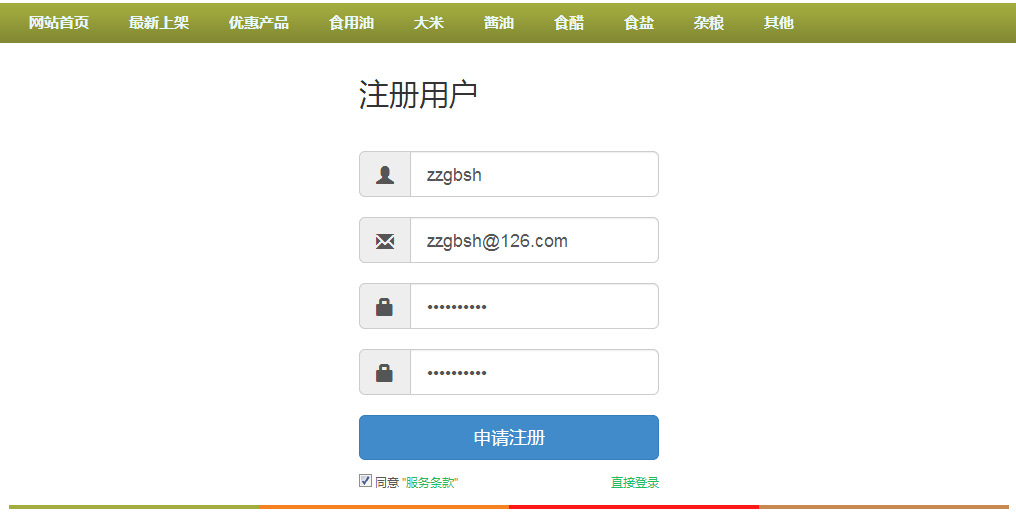 网站首页 最新上架 优惠产品 食用油 大米 酱油 食醋 食盐 杂粮 其他
注册用户
zzgbsh
zzgbsh@126.com
••••••••••
••••••••••
申请注册
同意 "服务条款" 直接登录